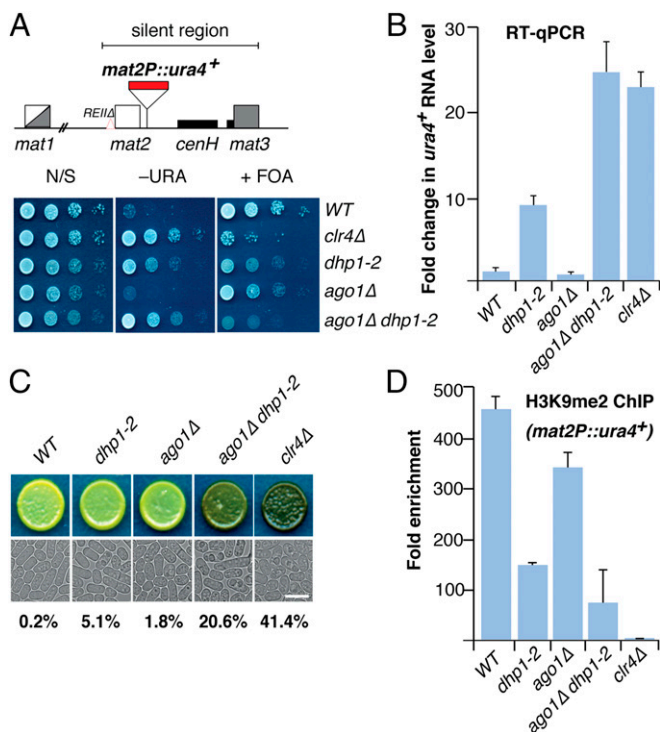 A
silent region
mat2P::ura4+
REIIΔ
mat1
mat2
cenH
mat3
N/S
–URA
+ FOA
WT
clr4Δ
dhp1-2
ago1Δ
ago1Δ dhp1-2
B
RT-qPCR
Fold change in ura4+ RNA level
30
20
10
WT
dhp1-2
ago1Δ
ago1Δ dhp1-2
clr4Δ
C
WT
dhp1-2
ago1Δ
ago1Δ dhp1-2
clr4Δ
0.2%
5.1%
1.8%
20.6%
41.4%
D
H3K9me2 ChIP
(mat2P::ura4+)
Fold enrichment
500
400
300
200
100
WT
dhp1-2
ago1Δ
ago1Δ dhp1-2
clr4Δ